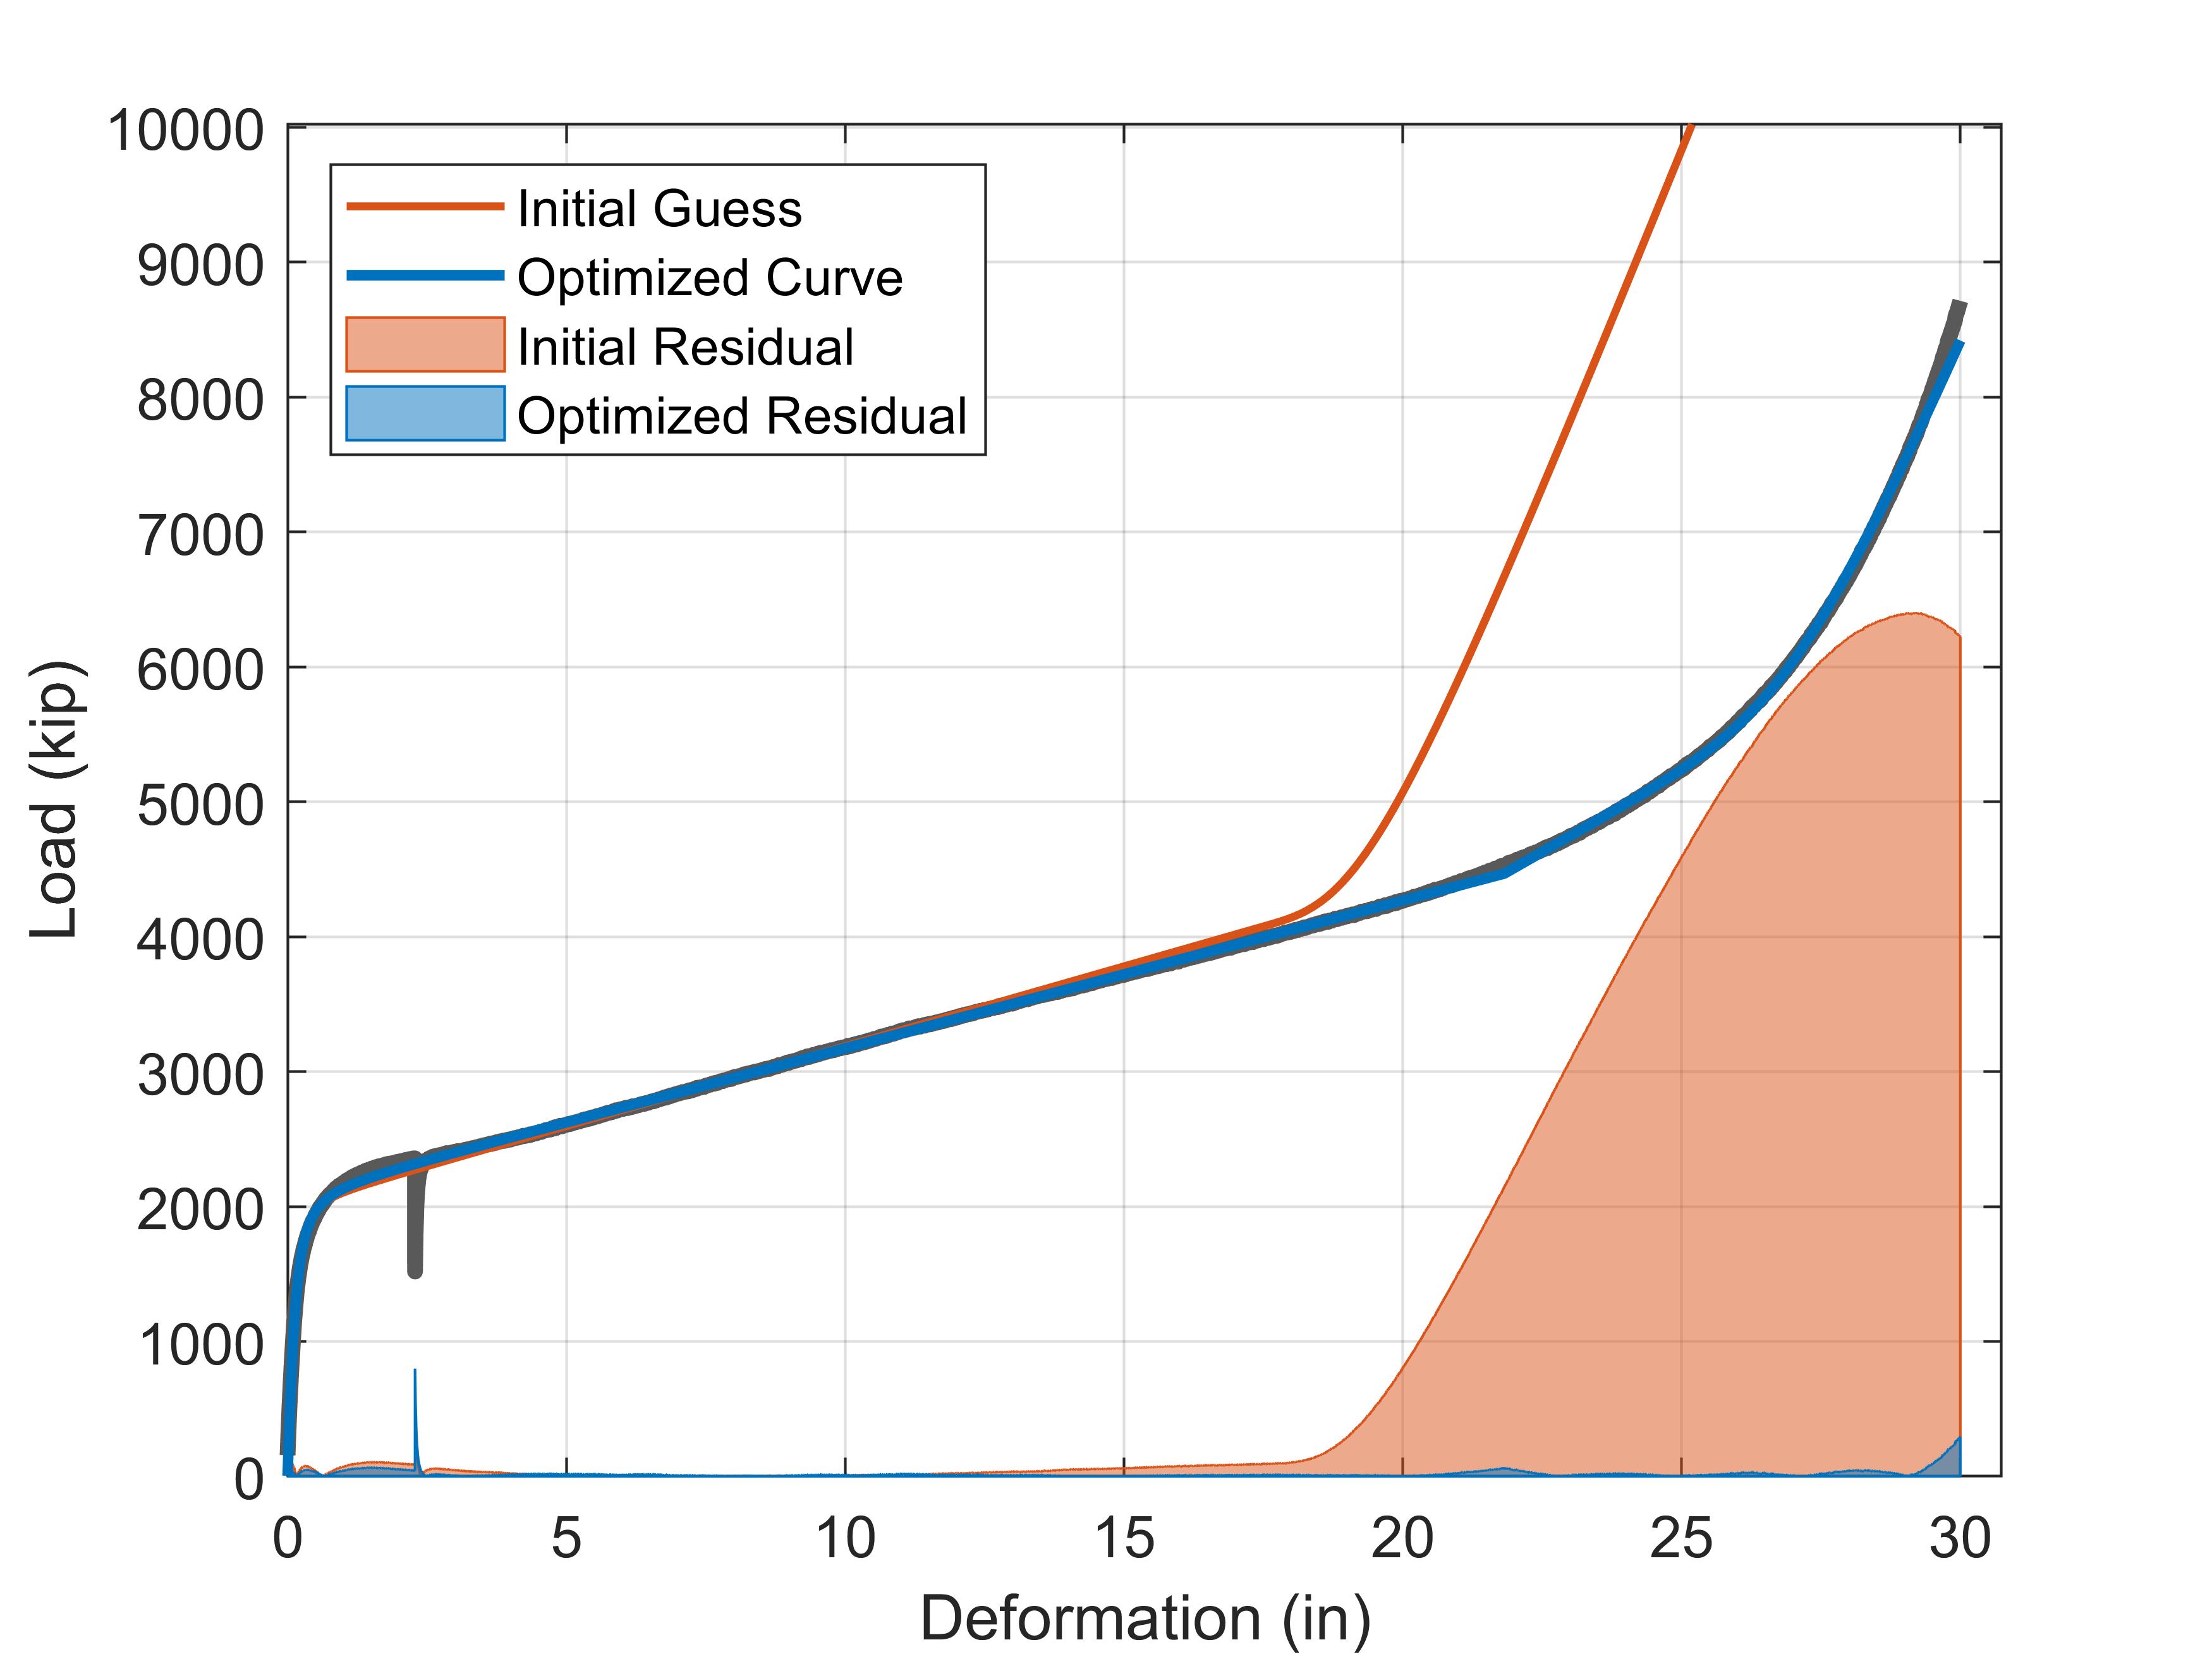 10000
9000
8000
7000
6000
5000
4000
3000
2000
1000
0
Load (kip)
Initial Guess
Optimized Curve
Initial Residual
Optimized Residual
0 5 10 15 20 25 30
Deformation (in)